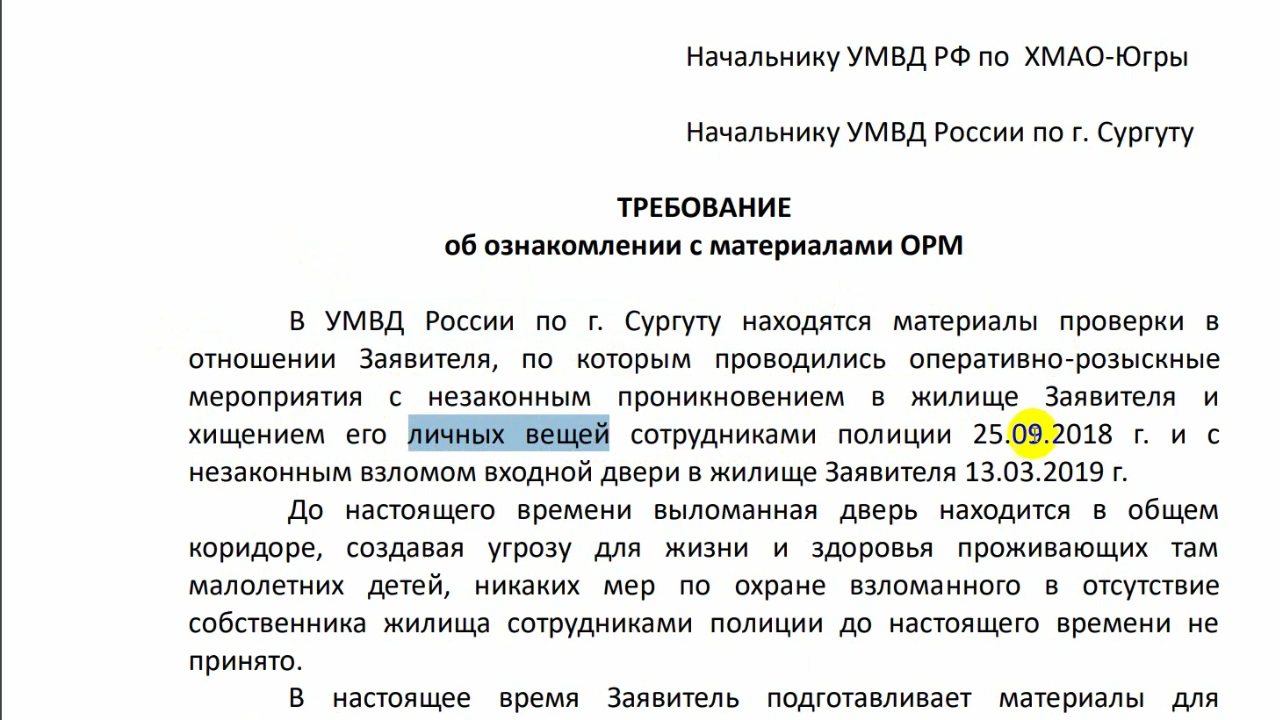 Начальнику УМВД РФ по ХМАО-Югры
Начальнику УМВД России по г. Сургуту
ТРЕБОВАНИЕ
об ознакомлении с материалами ОРМ
В УМВД России по г. Сургуту находятся материалы проверки в
отношении Заявителя, по которым проводились оперативно-розыскные
мероприятия с незаконным проникновением в жилище Заявителя и
хищением его личных вещей сотрудниками полиции 25.09.2018 г. и с
незаконным взломом входной двери в жилище Заявителя 13.03.2019 г.
До настоящего времени выломанная дверь находится в общем
коридоре, создавая угрозу для жизни и здоровья проживающих там
малолетних детей, никаких мер по охране взломанного в отсутствие
собственника жилища сотрудниками полиции до настоящего времени не
принято.
В настоящее время Заявитель подготавливает материалы для